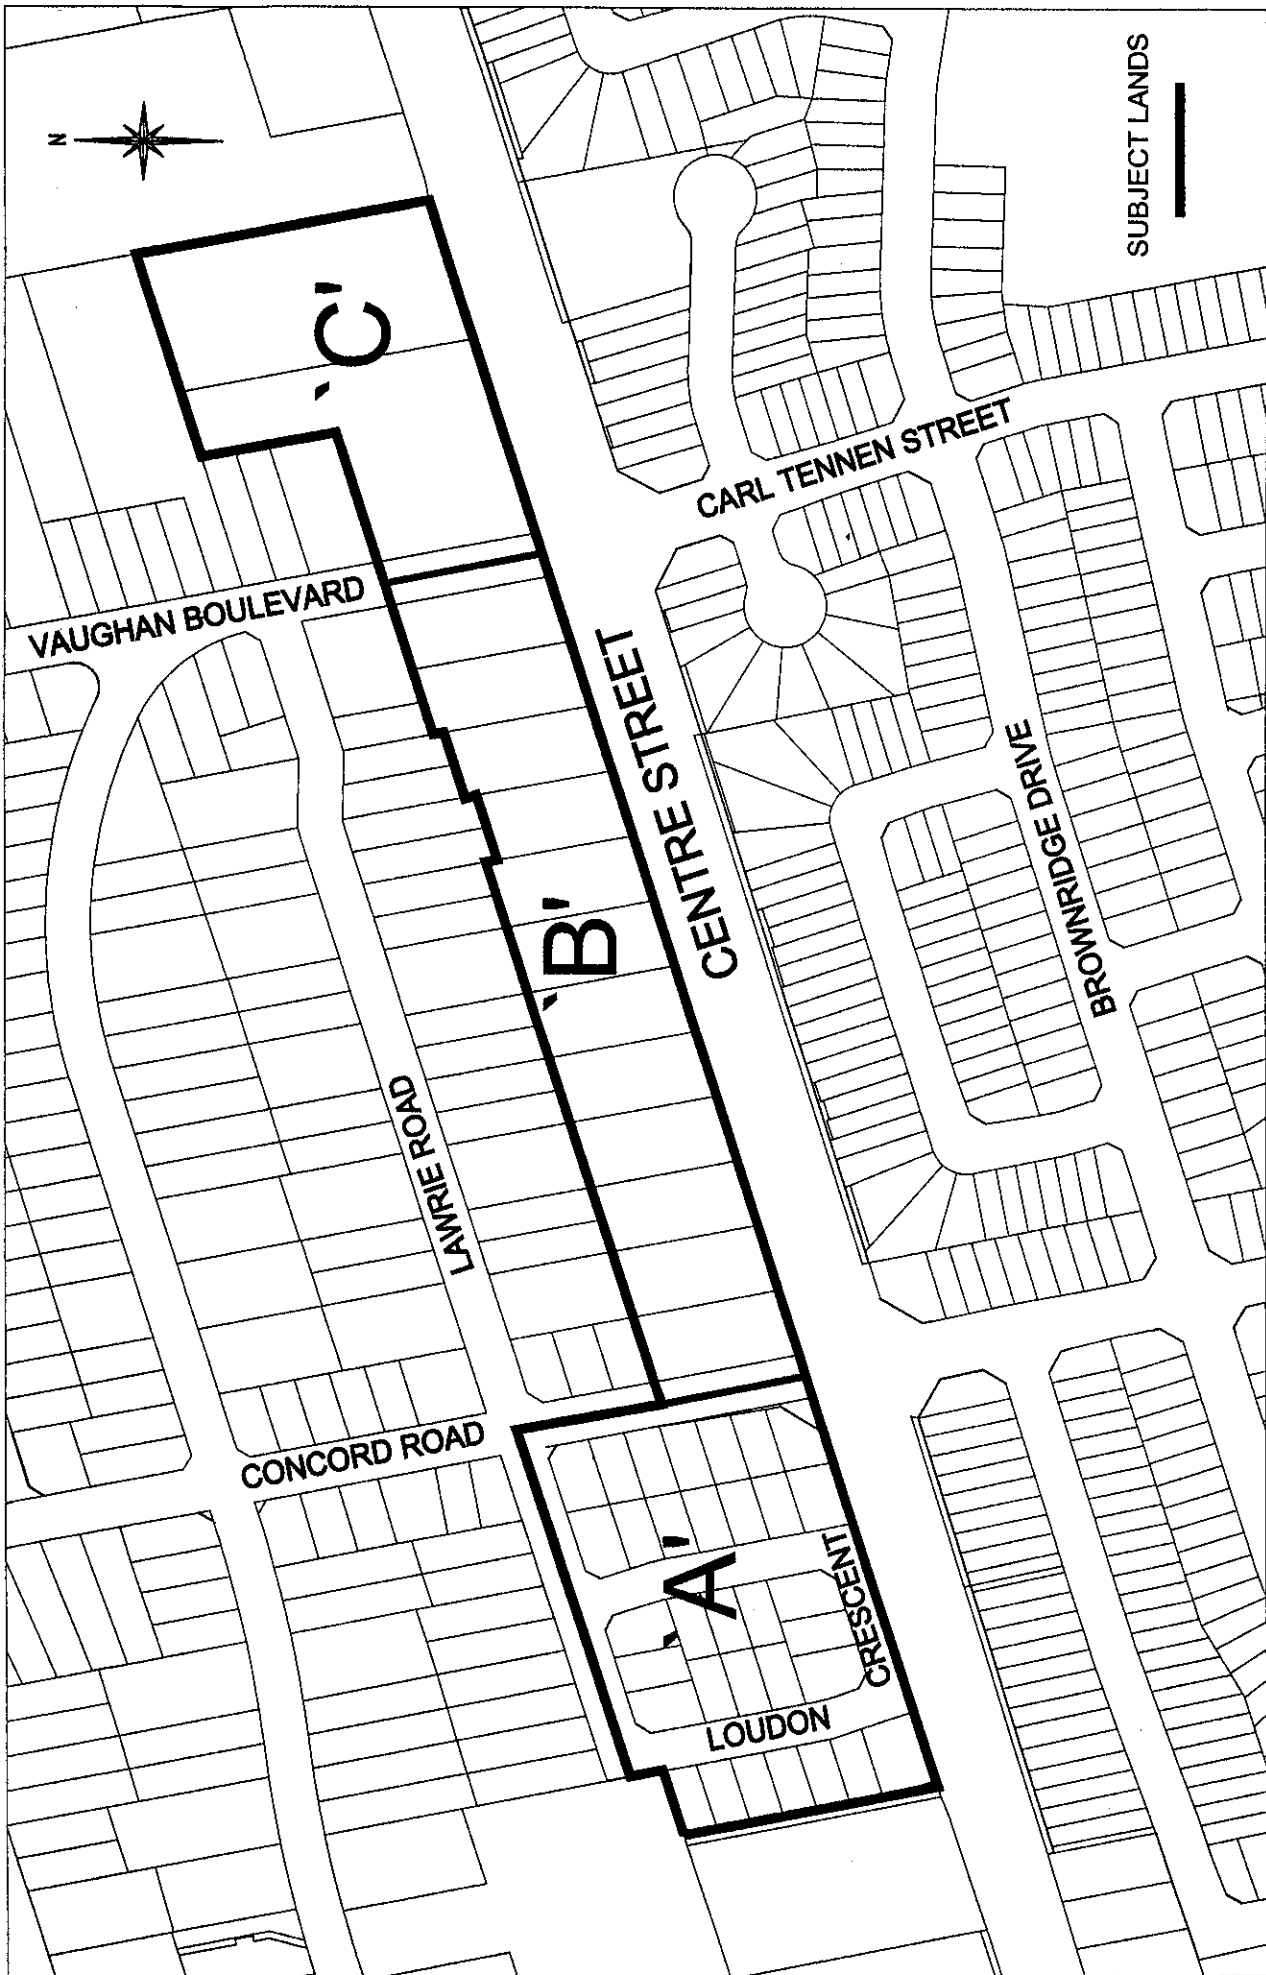 N
SUBJECT LANDS
`C'
VAUGHAN BOULEVARD
CARL TENNEN STREET
CENTRE STREET
`B'
BROWNRIDGE DRIVE
LAWRIE ROAD
CONCORD ROAD
`A'
LOUDON
CRESCENT